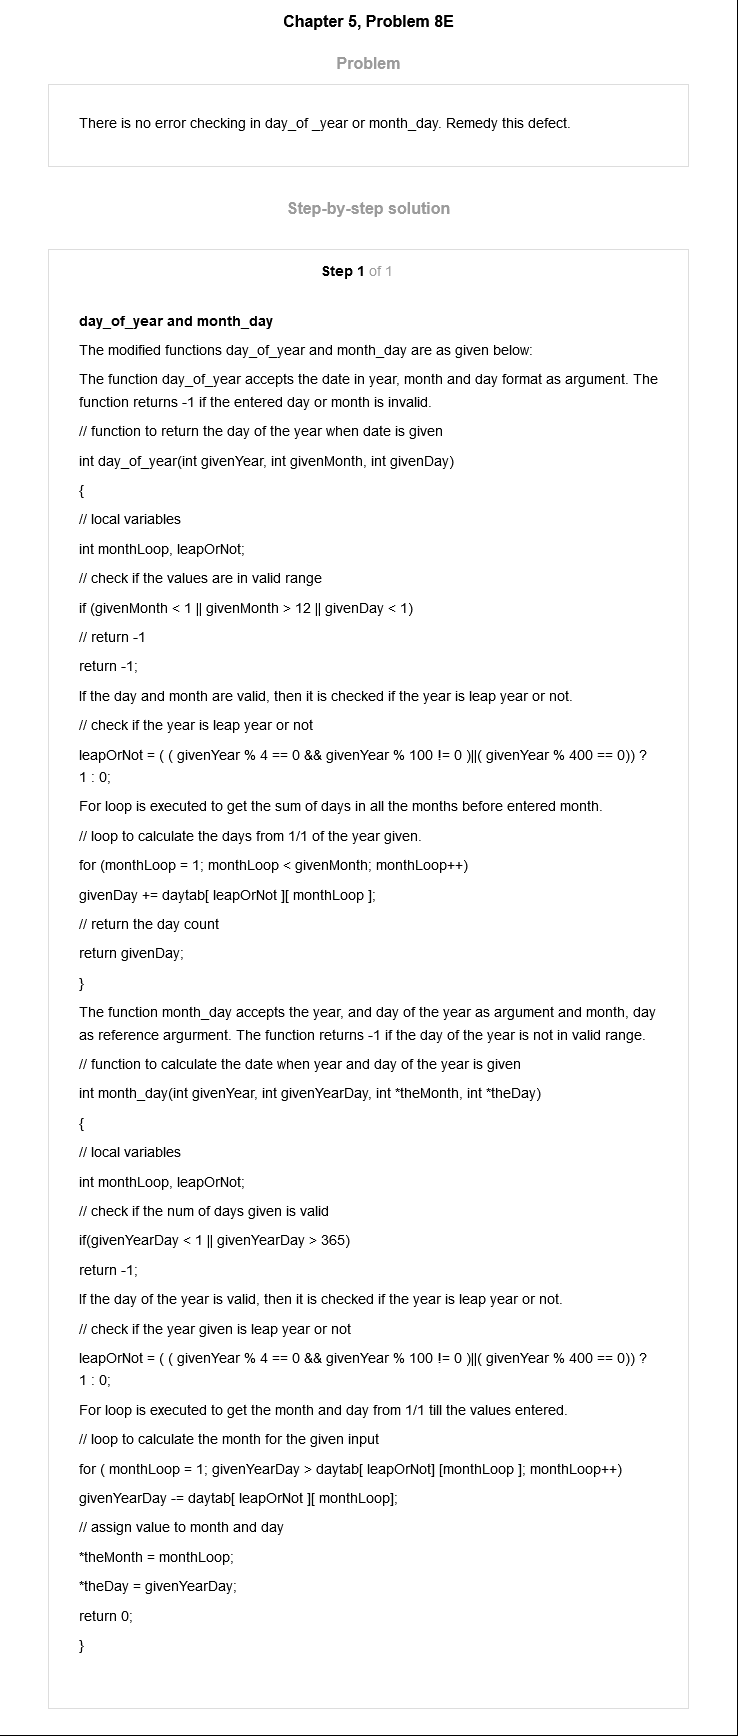 Chapter 5, Problem 8E
Problem
There is no error checking in day_of _year or month_day. Remedy this defect.
Step-by-step solution
Step 1 of 1
day_of_year and month_day
The modified functions day_of_year and month_day are as given below:
The function day_of_year accepts the date in year, month and day format as argument. The
function returns -1 if the entered day or month is invalid.
// function to return the day of the year when date is given
int day_of_year(int givenYear, int givenMonth, int givenDay)
{
// local variables
int monthLoop, leapOrNot;
// check if the values are in valid range
if (givenMonth < 1 || givenMonth > 12 || givenDay < 1)
// return -1
return -1;
If the day and month are valid, then it is checked if the year is leap year or not.
// check if the year is leap year or not
leapOrNot = ( ( givenYear % 4 == 0 && givenYear % 100 != 0 )||( givenYear % 400 == 0)) ?
1 : 0;
For loop is executed to get the sum of days in all the months before entered month.
// loop to calculate the days from 1/1 of the year given.
for (monthLoop = 1; monthLoop < givenMonth; monthLoop++)
givenDay += daytab[ leapOrNot ][ monthLoop ];
// return the day count
return givenDay;
}
The function month_day accepts the year, and day of the year as argument and month, day
as reference argurment. The function returns -1 if the day of the year is not in valid range.
// function to calculate the date when year and day of the year is given
int month_day(int givenYear, int givenYearDay, int *theMonth, int *theDay)
{
// local variables
int monthLoop, leapOrNot;
// check if the num of days given is valid
if(givenYearDay < 1 || givenYearDay > 365)
return -1;
If the day of the year is valid, then it is checked if the year is leap year or not.
// check if the year given is leap year or not
leapOrNot = ( ( givenYear % 4 == 0 && givenYear % 100 != 0 )||( givenYear % 400 == 0)) ?
1 : 0;
For loop is executed to get the month and day from 1/1 till the values entered.
// loop to calculate the month for the given input
for ( monthLoop = 1; givenYearDay > daytab[ leapOrNot] [monthLoop ]; monthLoop++)
givenYearDay -= daytab[ leapOrNot ][ monthLoop];
// assign value to month and day
*theMonth = monthLoop;
*theDay = givenYearDay;
return 0;
}